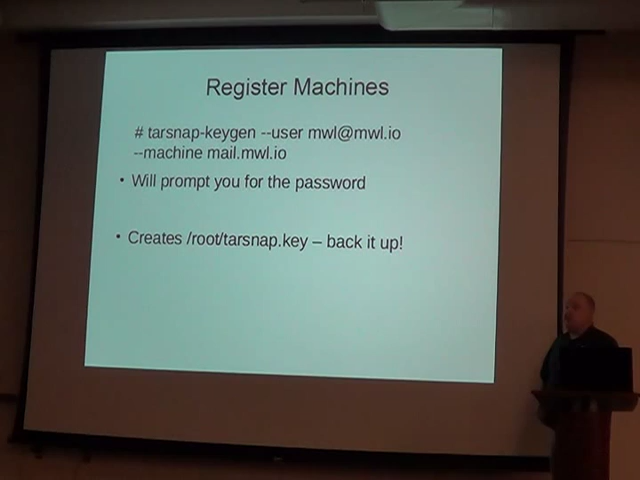 Register Machines
# tarsnap-keygen --user mwl@mwl.io
--machine mail.mwl.io
• Will prompt you for the password
• Creates /root/tarsnap.key – back it up!